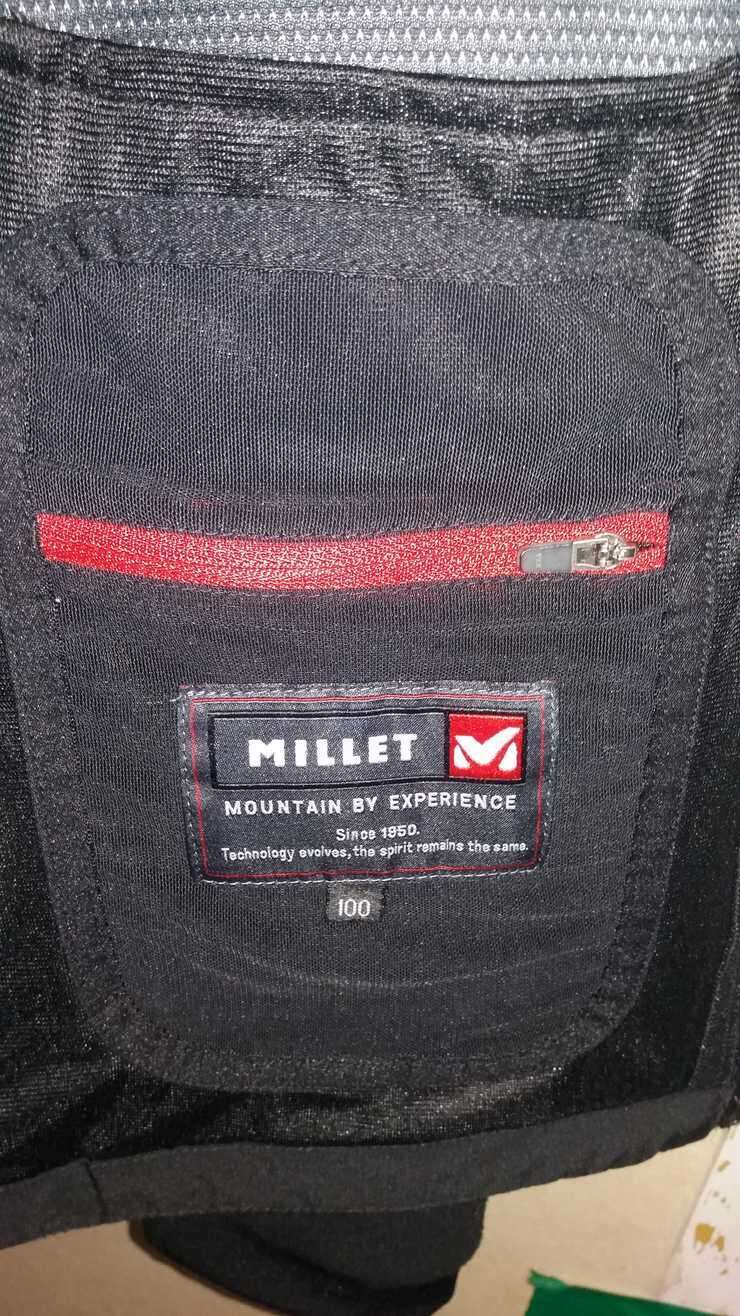 MILLET
MOUNTAIN BY EXPERIENCE
Since 1950.
Technology evolves, the spirit remains the same.
100